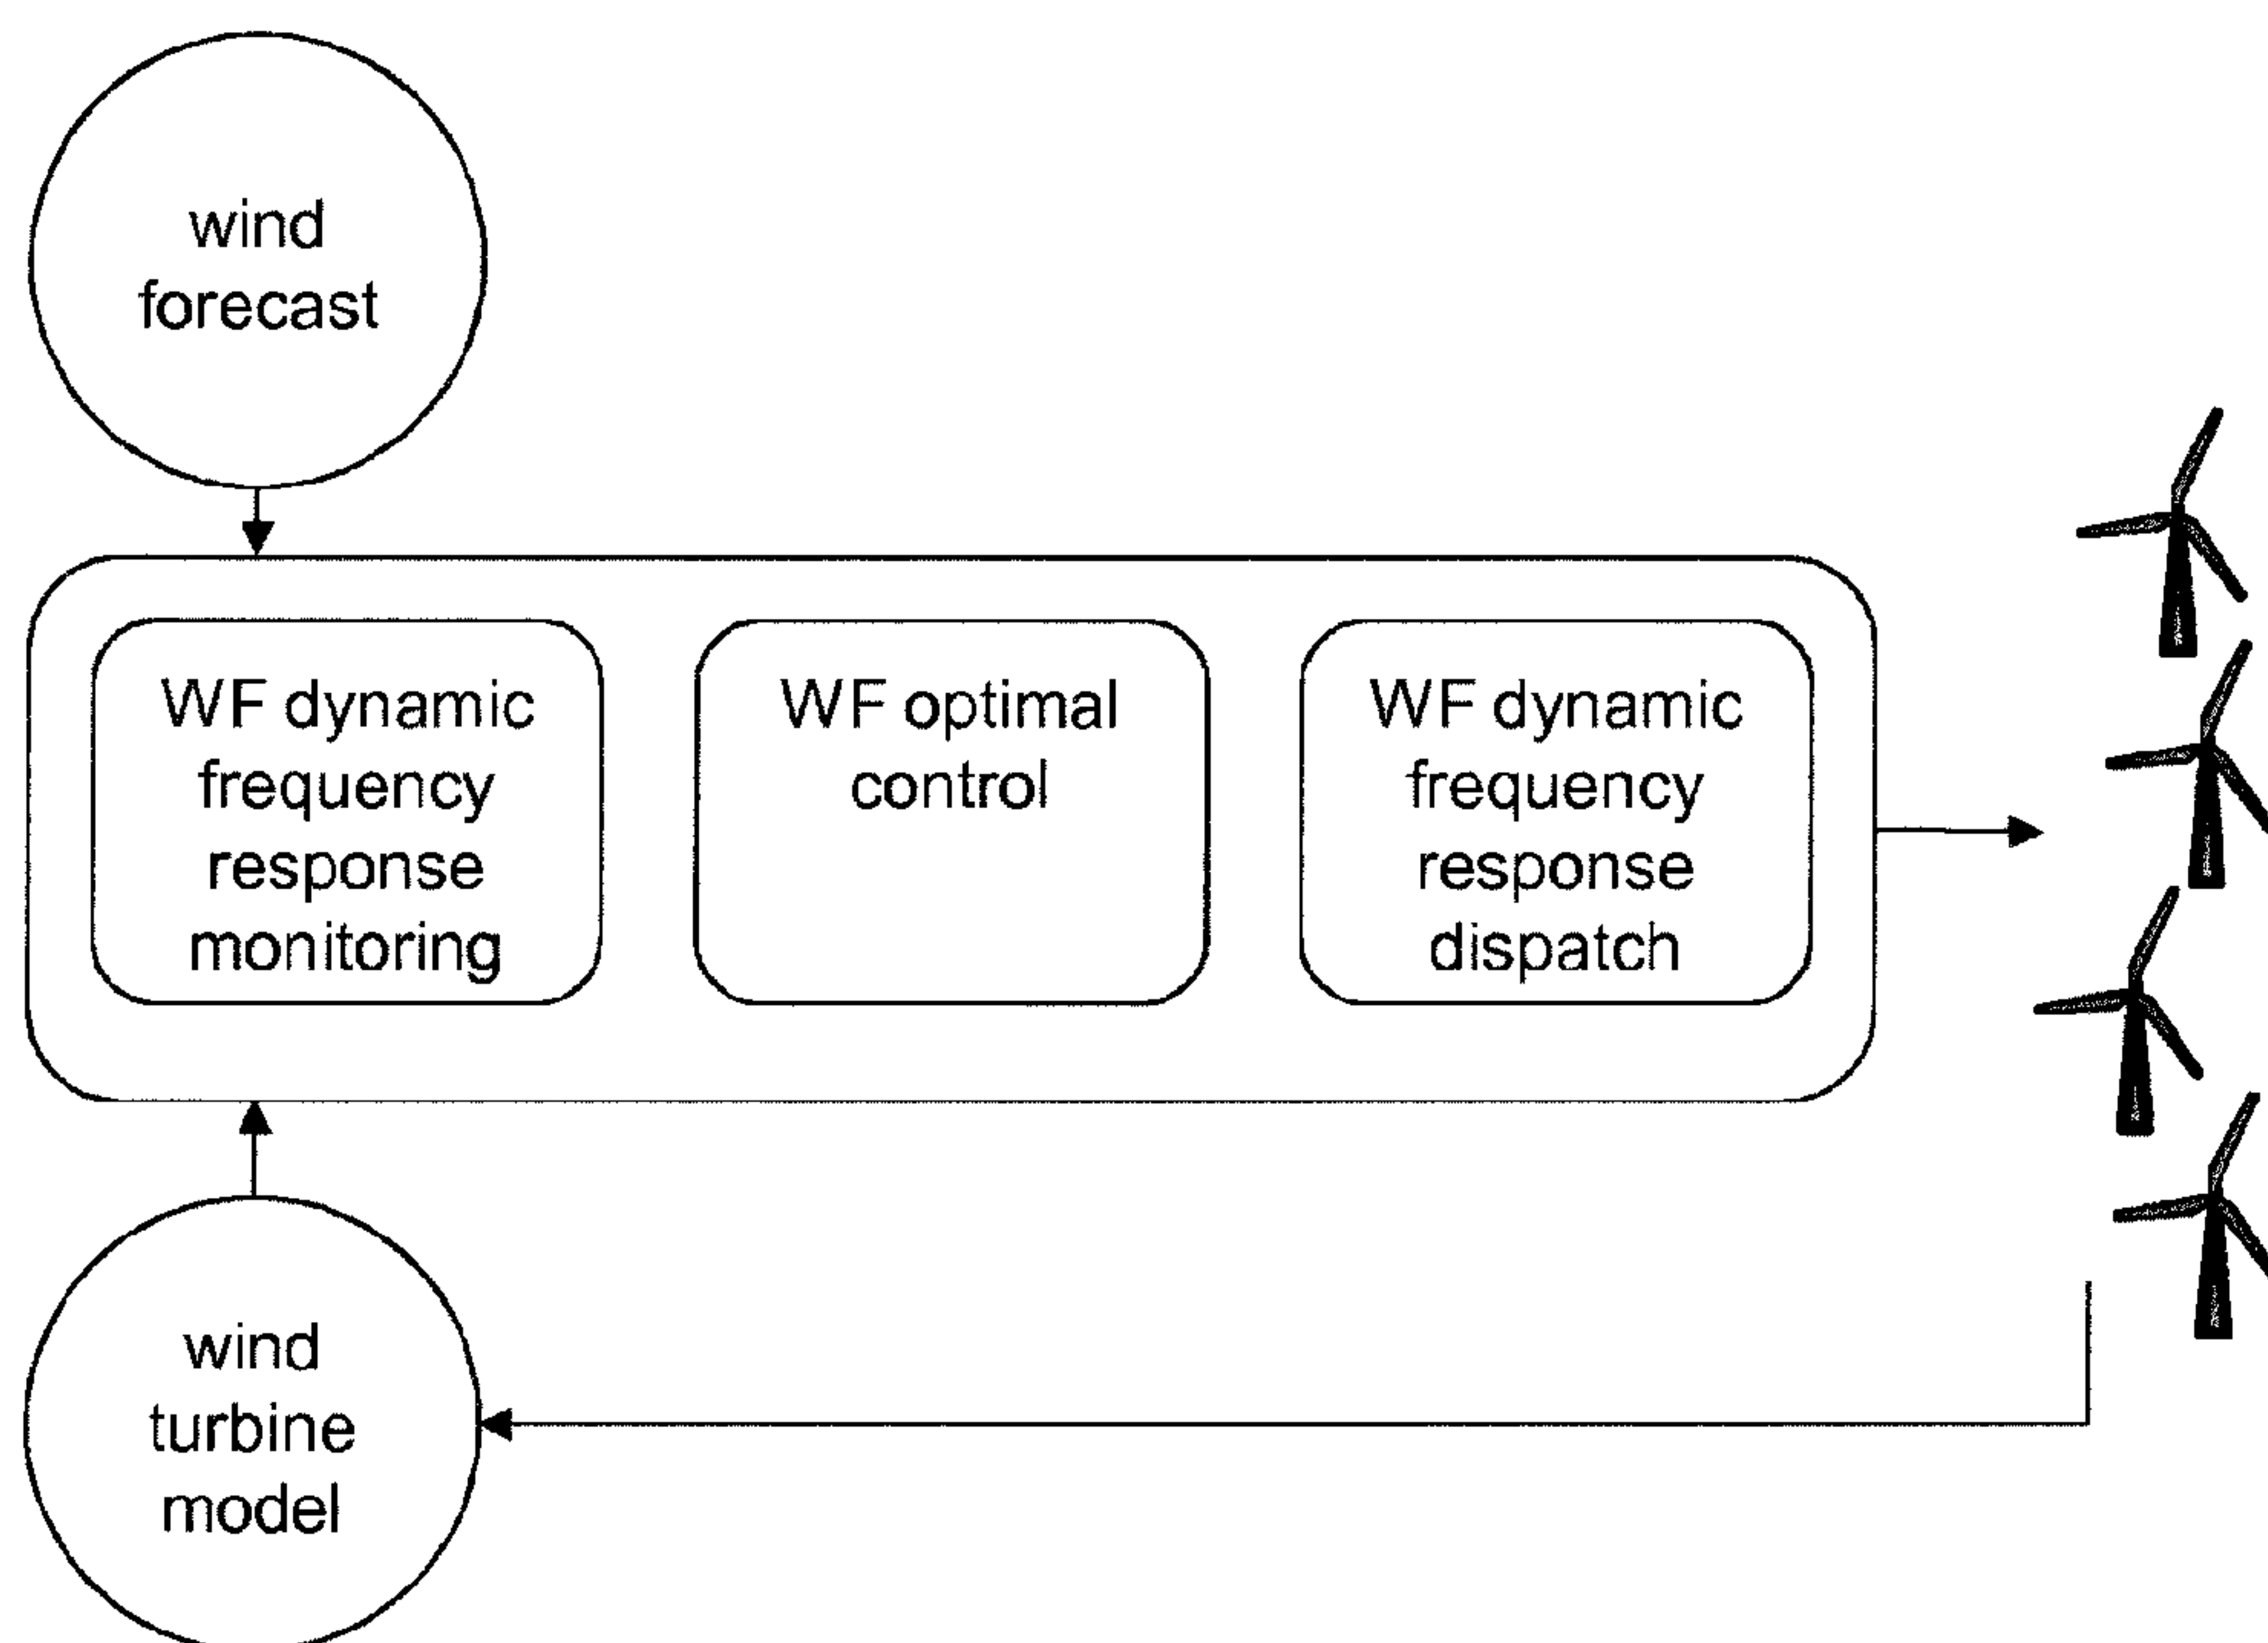 wind
forecast
WF dynamic
frequency
response
monitoring
WF optimal
control
WF dynamic
frequency
response
dispatch
wind
turbine
model